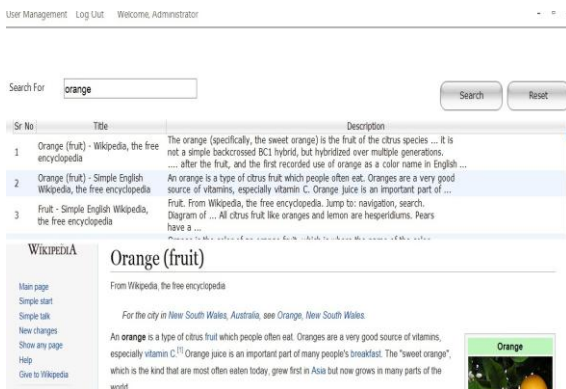 User Management Log Out Welcome, Administrator
Search For orange
Search Reset
Sr No Title Description
1 Orange (fruit) - Wikipedia, the free encyclopedia
The orange (specifically, the sweet orange) is the fruit of the citrus species ... It is
not a simple backcrossed BC1 hybrid, but hybridized over multiple generations.
.... after the fruit, and the first recorded use of orange as a color name in English ...
2 Orange (fruit) - Simple English Wikipedia, the free encyclopedia
An orange is a type of citrus fruit which people often eat. Oranges are a very good
source of vitamins, especially vitamin C. Orange juice is an important part of ...
3 Fruit - Simple English Wikipedia, the free encyclopedia
Fruit. From Wikipedia, the free encyclopedia. Jump to: navigation, search.
Diagram of ... All citrus fruit like oranges and lemon are hesperidiums. Pears
have a ...
WIKIPEDIA
Main page
Simple start
Simple talk
New changes
Show any page
Help
Give to Wikipedia
Orange (fruit)
From Wikipedia, the free encyclopedia
For the city in New South Wales, Australia, see Orange, New South Wales.
An orange is a type of citrus fruit which people often eat. Oranges are a very good source of vitamins,
especially vitamin C.[1] Orange juice is an important part of many people's breakfast. The "sweet orange",
which is the kind that are most often eaten today, grew first in Asia but now grows in many parts of the
world.
Orange